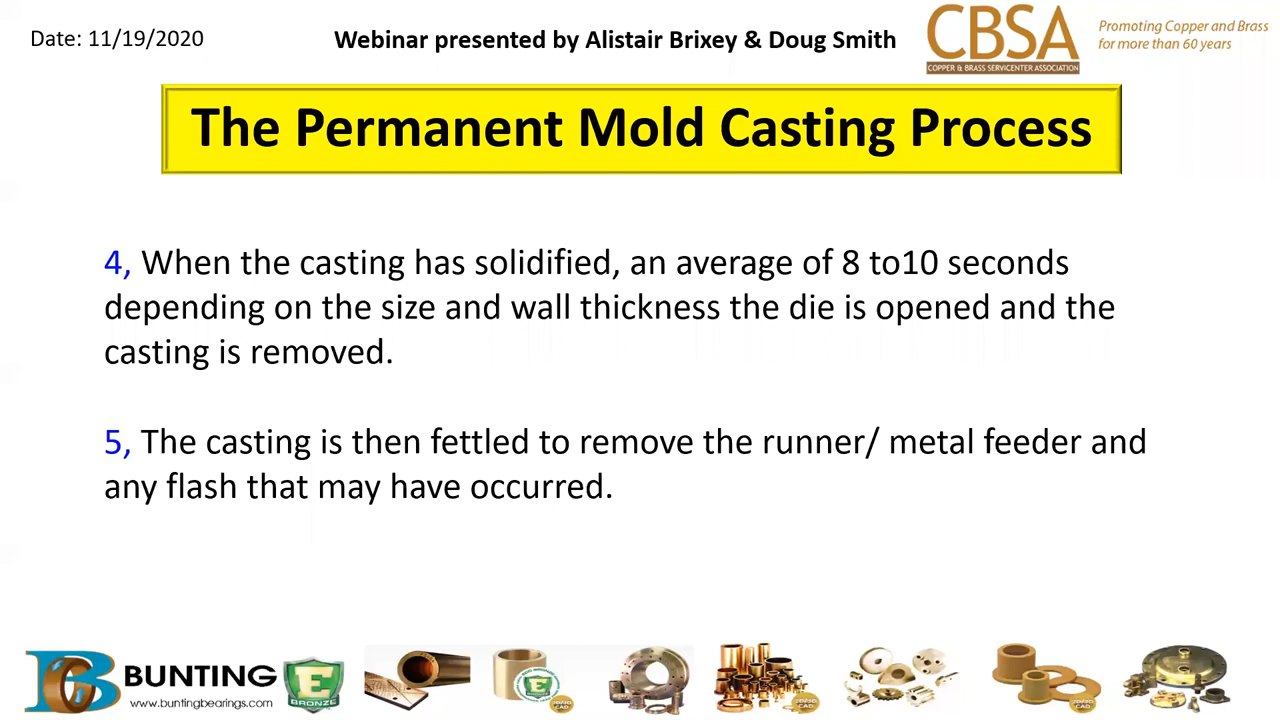 Date: 11/19/2020
Webinar presented by Alistair Brixey & Doug Smith
CBSA
COPPER & BRASS SERVICENTER ASSOCIATION
Promoting Copper and Brass
for more than 60 years
The Permanent Mold Casting Process
4, When the casting has solidified, an average of 8 to10 seconds
depending on the size and wall thickness the die is opened and the
casting is removed.
5, The casting is then fettled to remove the runner/ metal feeder and
any flash that may have occurred.
BUNTING
www.buntingbearings.com
E
BRONZE